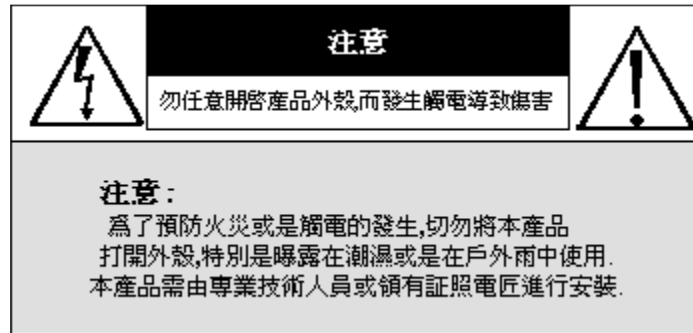 注意
勿任意開啓產品外殼,而發生觸電導致傷害
注意:
爲了預防火災或是觸電的發生,切勿將本產品
打開外殼,特別是曝露在潮濕或是在戶外雨中使用.
本產品需由專業技術人員或領有証照電匠進行安裝.